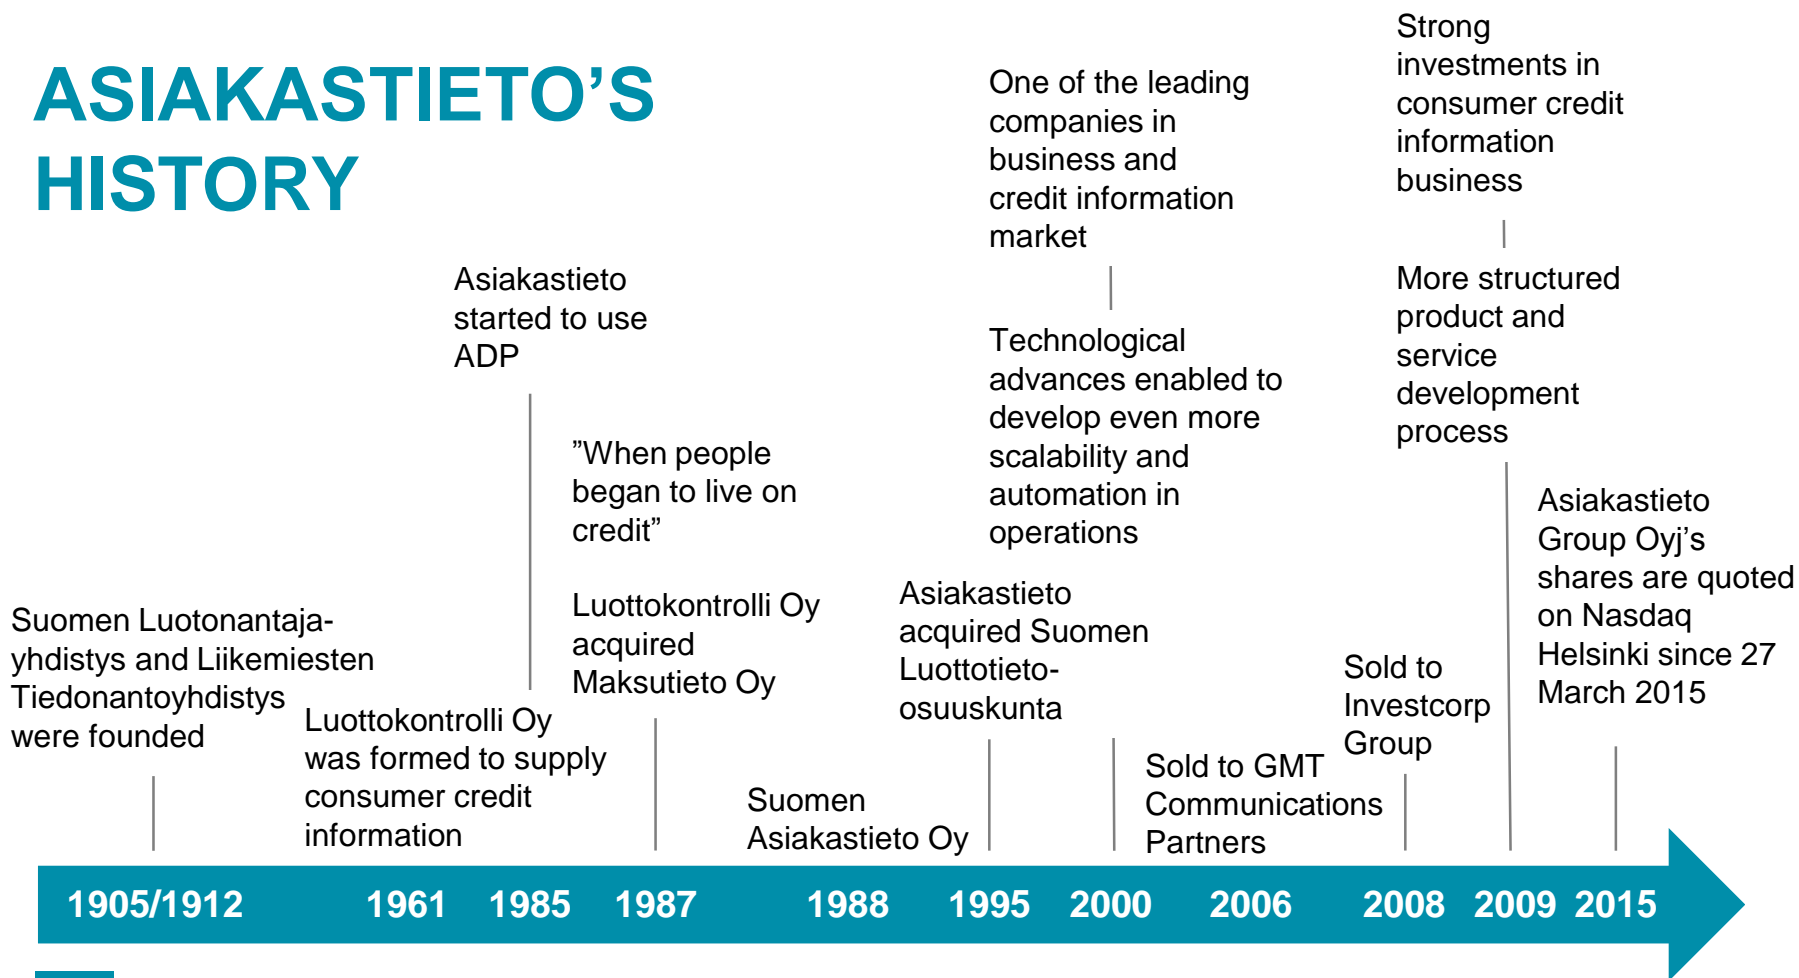 ASIAKASTIETO’S
HISTORY
Suomen Luotonantaja-
yhdistys and Liikemiesten
Tiedonantoyhdistys
were founded
Luottokontrolli Oy
was formed to supply
consumer credit
information
Asiakastieto
started to use
ADP
”When people
began to live on
credit”
Luottokontrolli Oy
acquired
Maksutieto Oy
Suomen
Asiakastieto Oy
Asiakastieto
acquired Suomen
Luottotieto-
osuuskunta
One of the leading
companies in
business and
credit information
market
Technological
advances enabled to
develop even more
scalability and
automation in
operations
Sold to GMT
Communications
Partners
Sold to
Investcorp
Group
Strong
investments in
consumer credit
information
business
More structured
product and
service
development
process
Asiakastieto
Group Oyj’s
shares are quoted
on Nasdaq
Helsinki since 27
March 2015
1905/1912 1961 1985 1987 1988 1995 2000 2006 2008 2009 2015